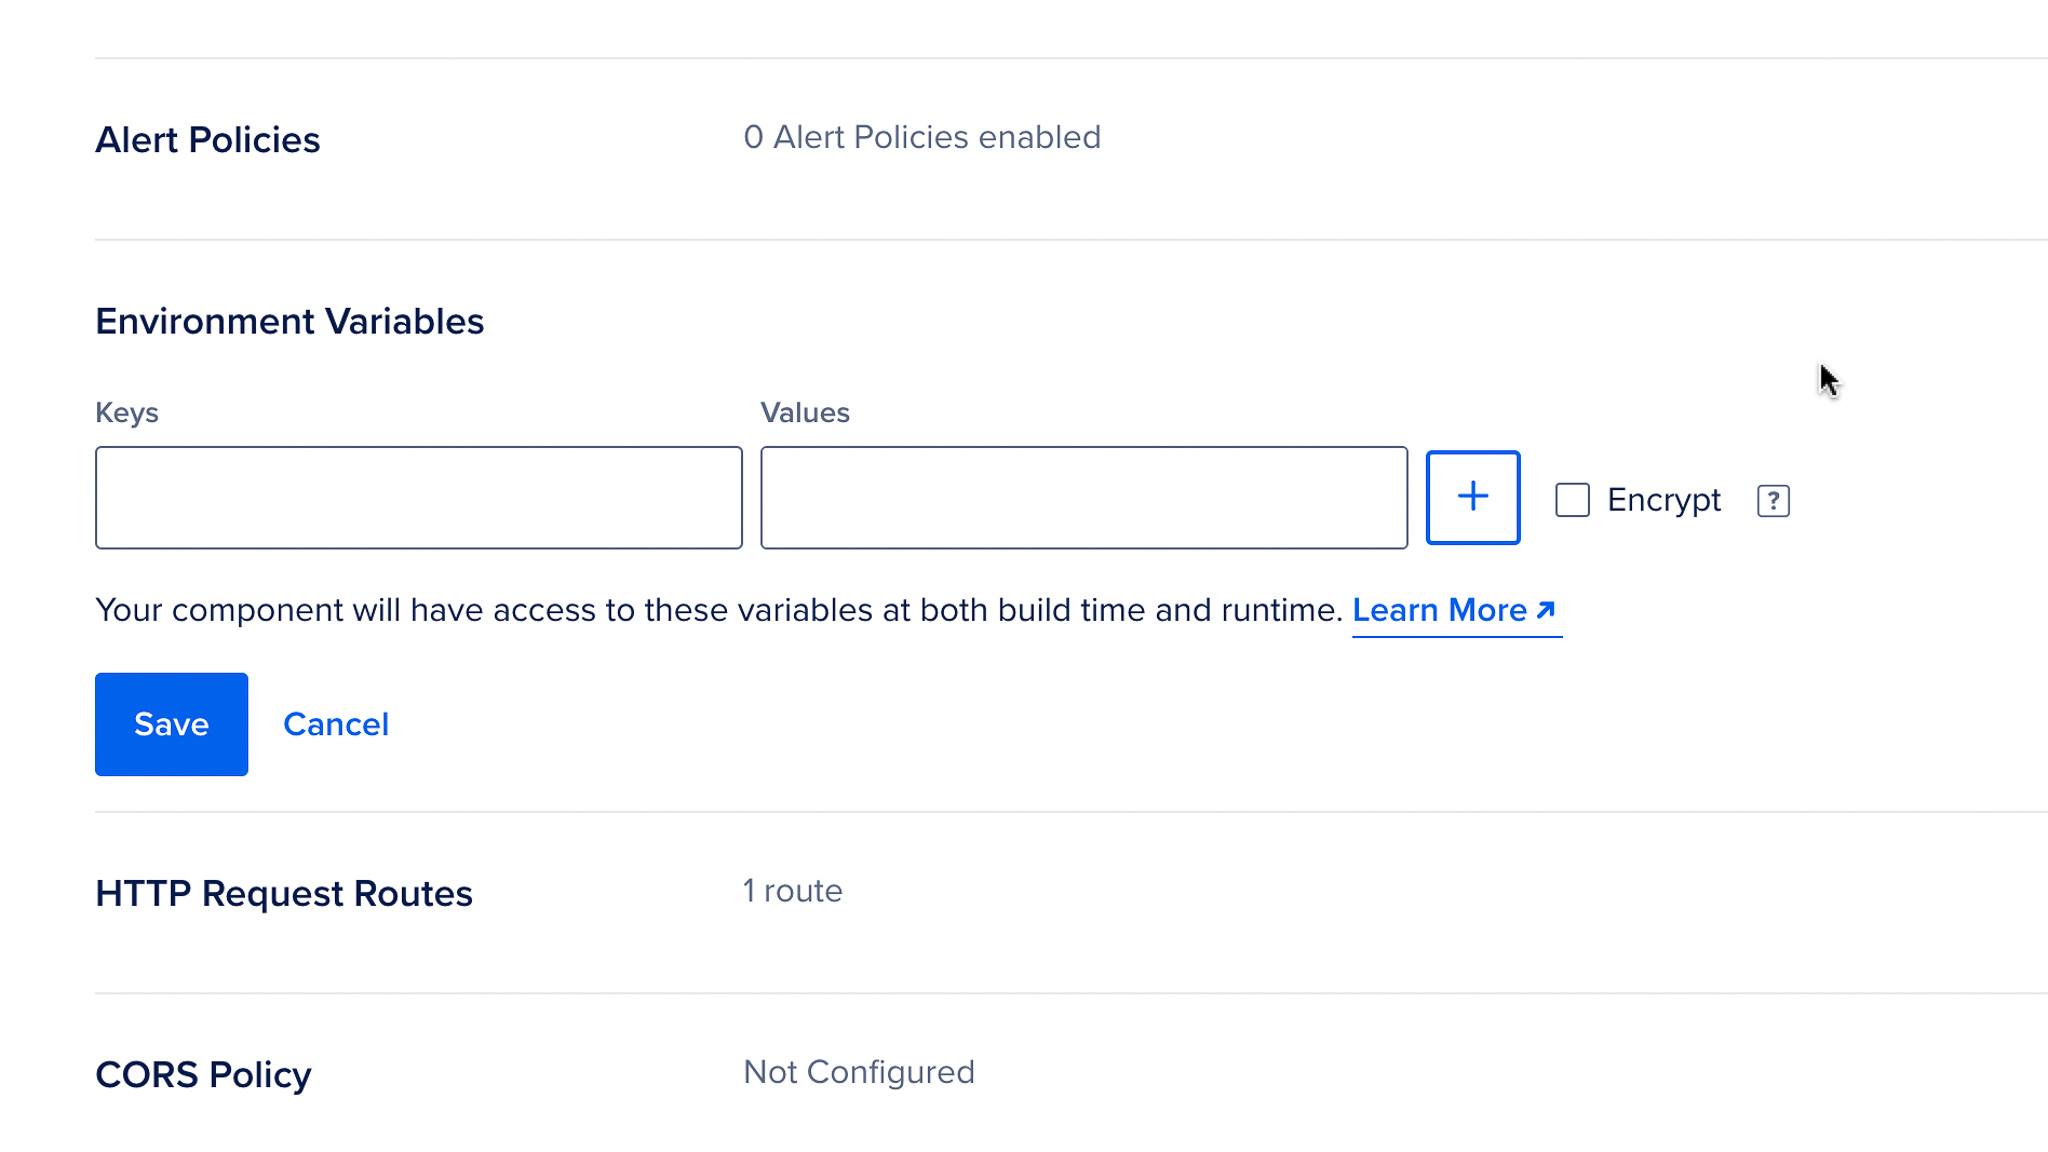 Alert Policies 0 Alert Policies enabled
Environment Variables
Keys Values
+ Encrypt ?
Your component will have access to these variables at both build time and runtime. Learn More
Save Cancel
HTTP Request Routes 1 route
CORS Policy Not Configured